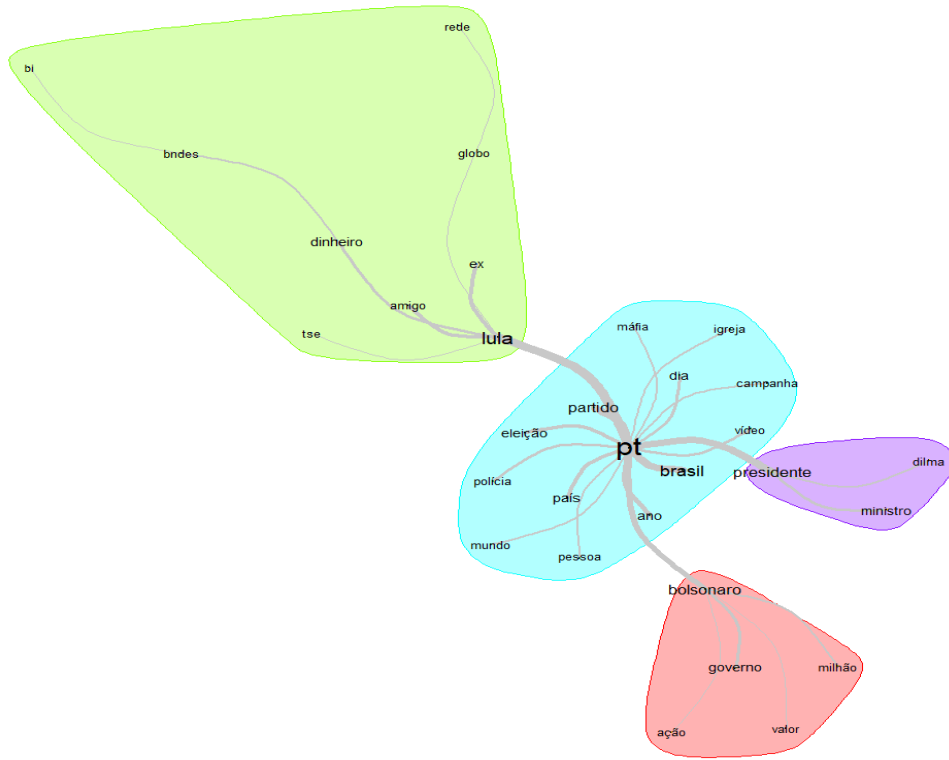 rede
bi
bndes
globo
dinheiro
ex
amigo
tse
lula
máfia
igreja
dia
campanha
partido
eleição
vídeo
pt
brasil
presidente
dilma
polícia
país
ministro
ano
mundo
pessoa
bolsonaro
governo
milhão
ação
valor